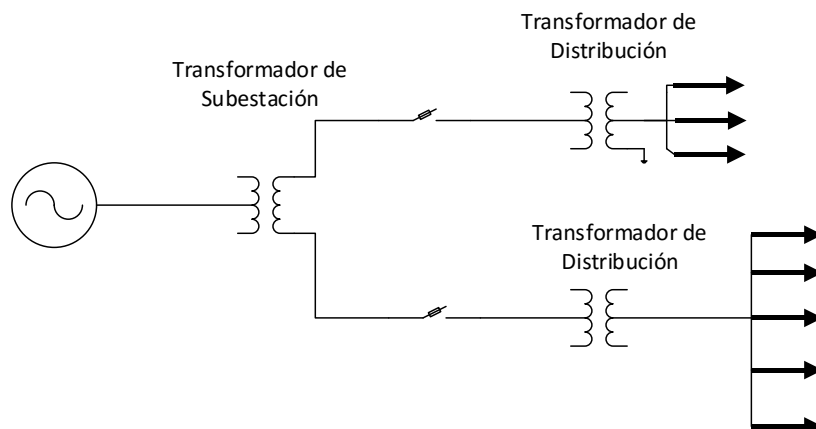 Transformador de
Distribución
Transformador de
Subestación
Transformador de
Distribución